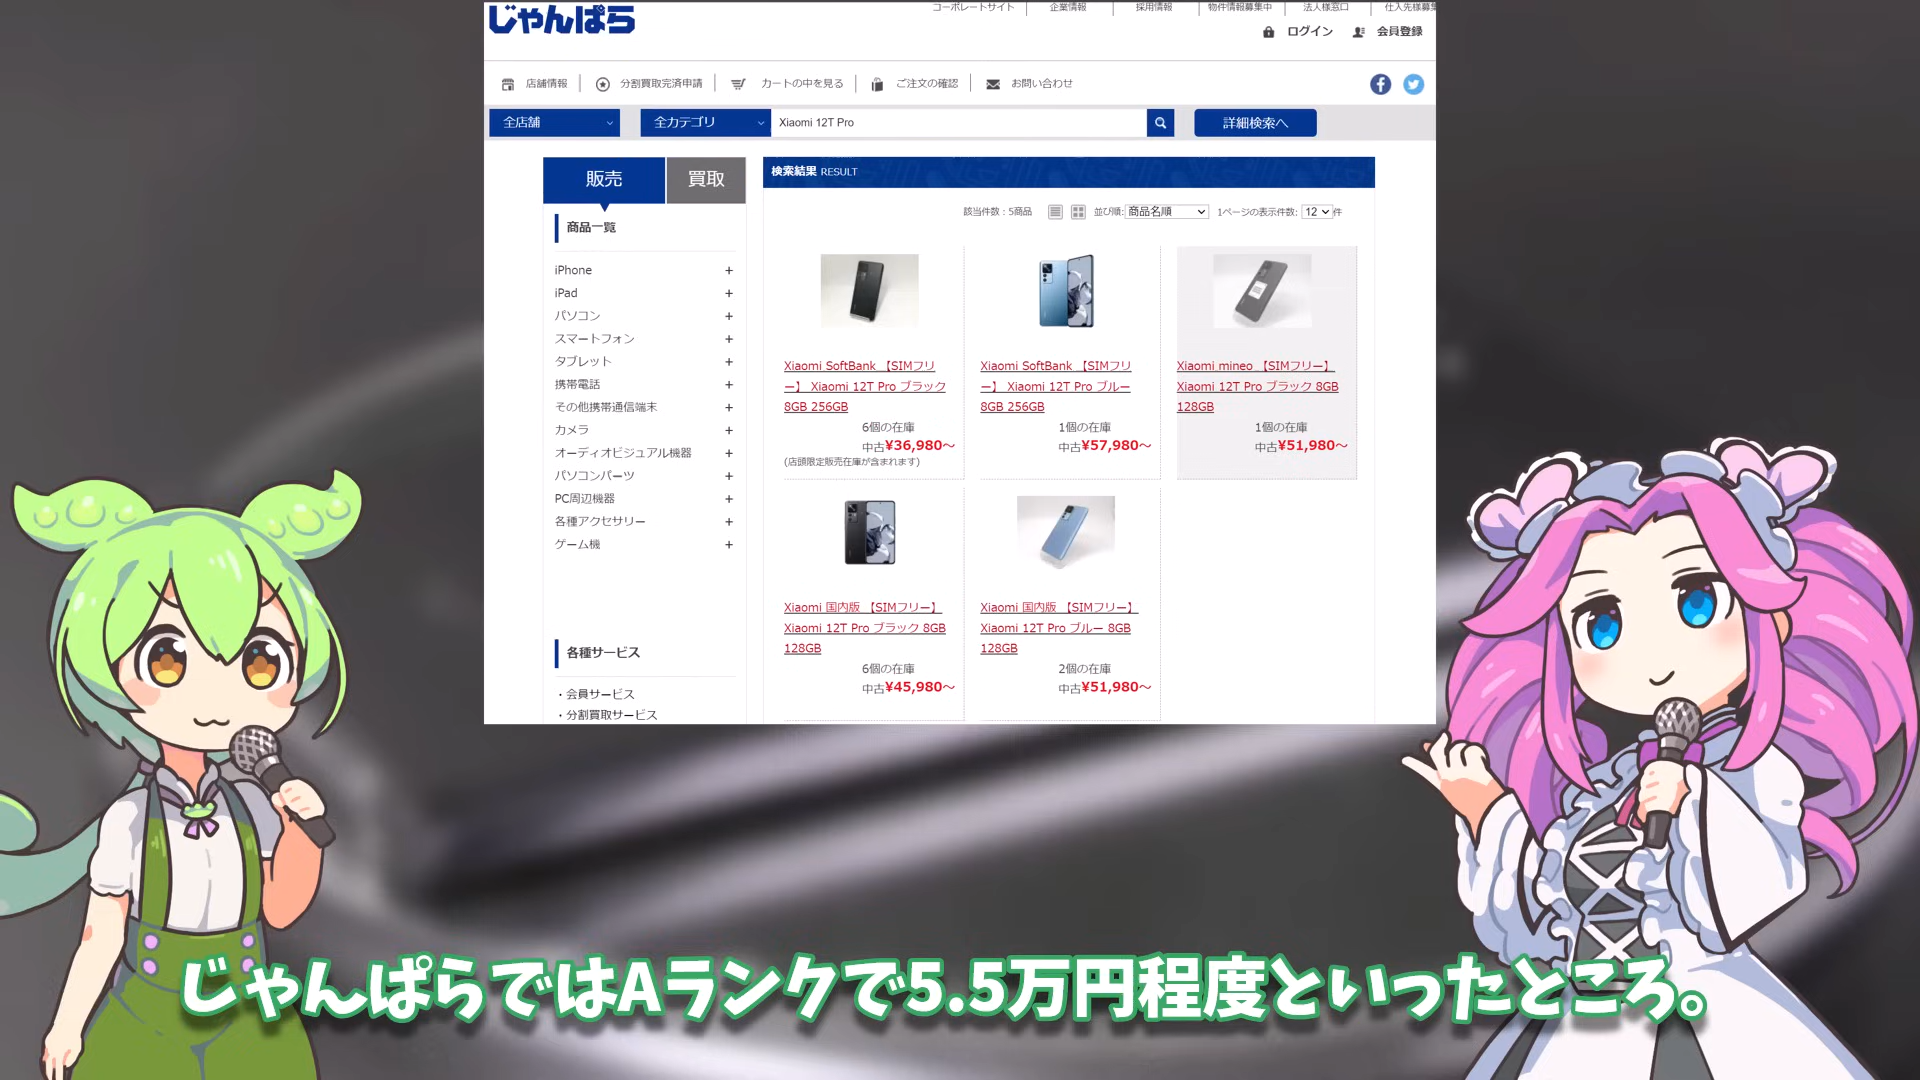 じゃんぱら
コーポレートサイト 企業情報 採用情報 物件情報募集中 法人様窓口 仕入先様募集
ログイン 会員登録
店舗情報 分割買取完済申請 カートの中を見る ご注文の確認 お問い合わせ
全店舗 全カテゴリ Xiaomi 12T Pro 詳細検索へ
販売 買取
商品一覧
iPhone +
iPad +
パソコン +
スマートフォン +
タブレット +
携帯電話 +
その他携帯通信端末 +
カメラ +
オーディオビジュアル機器 +
パソコンパーツ +
PC周辺機器 +
各種アクセサリー +
ゲーム機 +
各種サービス
・会員サービス
・分割買取サービス
検索結果 RESULT
該当件数：5商品 並び順: 商品名順 1ページの表示件数: 12 件
Xiaomi SoftBank 【SIMフリ
ー】 Xiaomi 12T Pro ブラック
8GB 256GB
6個の在庫
中古¥36,980～
(店頭限定販売在庫が含まれます)
Xiaomi SoftBank 【SIMフリ
ー】 Xiaomi 12T Pro ブルー
8GB 256GB
1個の在庫
中古¥57,980～
Xiaomi mineo 【SIMフリー】
Xiaomi 12T Pro ブラック 8GB
128GB
1個の在庫
中古¥51,980～
Xiaomi 国内版 【SIMフリー】
Xiaomi 12T Pro ブラック 8GB
128GB
6個の在庫
中古¥45,980～
Xiaomi 国内版 【SIMフリー】
Xiaomi 12T Pro ブルー 8GB
128GB
2個の在庫
中古¥51,980～
じゃんぱらではAランクで5.5万円程度といったところ。